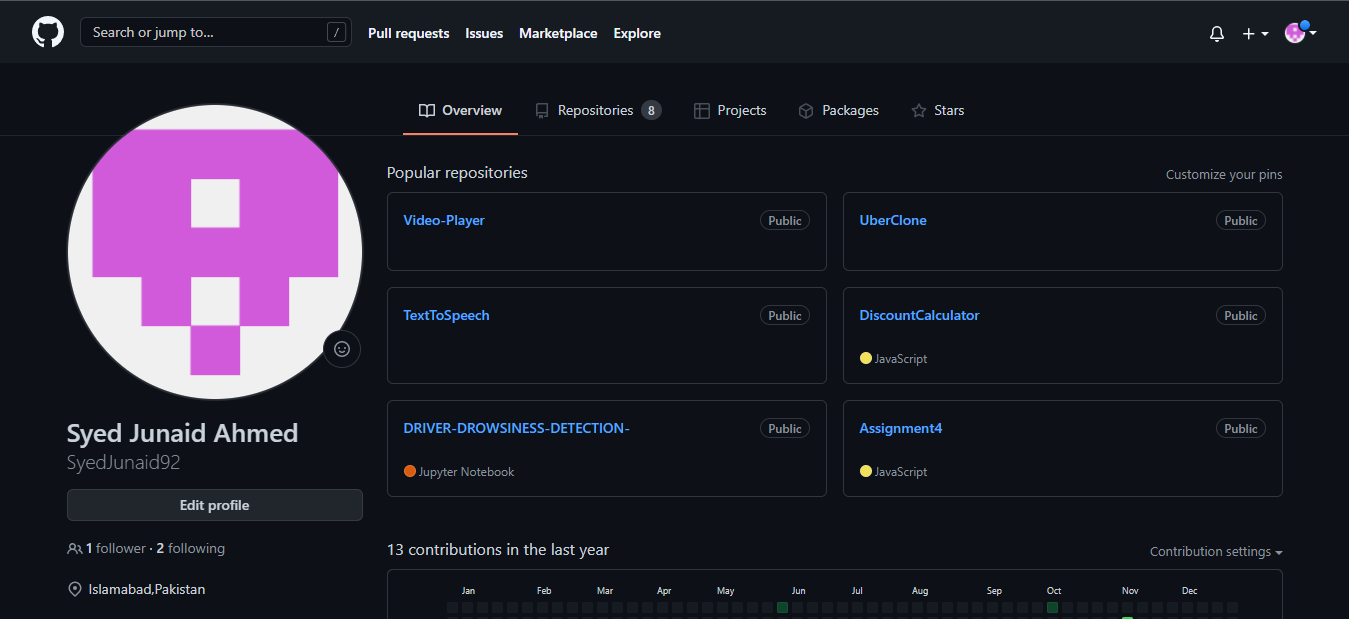 Search or jump to... /
Pull requests Issues Marketplace Explore
Overview Repositories 8 Projects Packages Stars
Syed Junaid Ahmed
SyedJunaid92
Edit profile
1 follower · 2 following
Islamabad,Pakistan
Popular repositories
Customize your pins
Video-Player Public
UberClone Public
TextToSpeech Public
DiscountCalculator Public
JavaScript
DRIVER-DROWSINESS-DETECTION- Public
Jupyter Notebook
Assignment4 Public
JavaScript
13 contributions in the last year
Contribution settings
Jan Feb Mar Apr May Jun Jul Aug Sep Oct Nov Dec